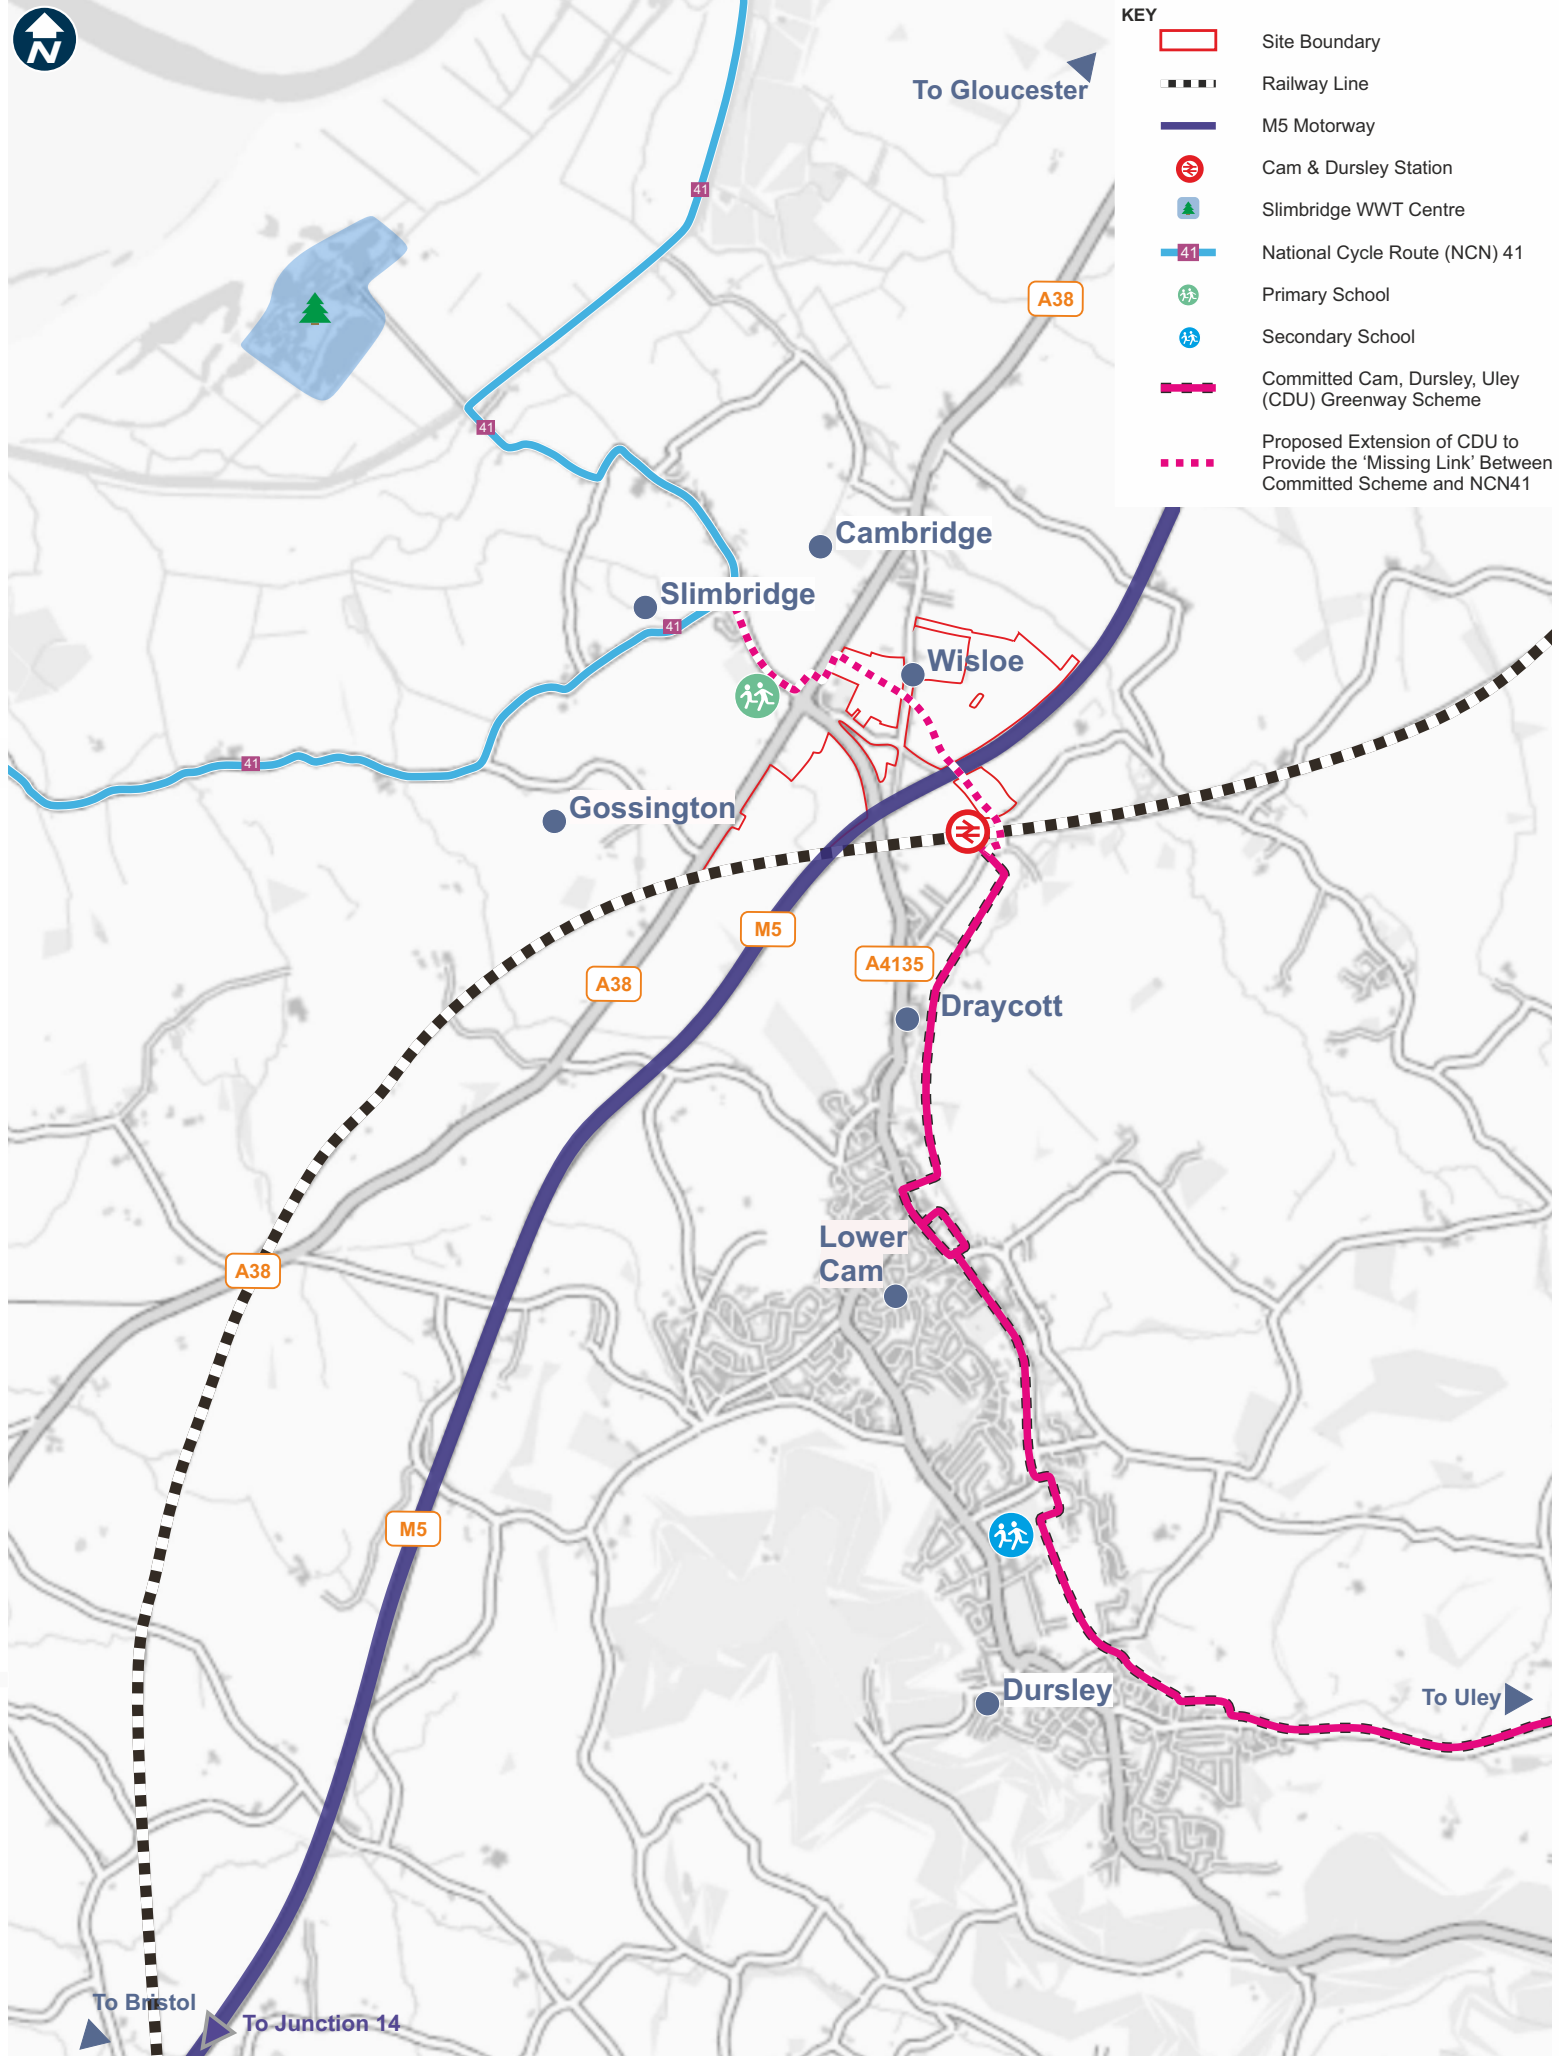 N
KEY
Site Boundary
Railway Line
M5 Motorway
Cam & Dursley Station
Slimbridge WWT Centre
41
National Cycle Route (NCN) 41
Primary School
Secondary School
Committed Cam, Dursley, Uley
(CDU) Greenway Scheme
Proposed Extension of CDU to
Provide the ‘Missing Link’ Between
Committed Scheme and NCN41
To Gloucester
41
A38
41
Cambridge
Slimbridge
41
Wisloe
41
Gossington
M5
A4135
A38
Draycott
Lower
Cam
A38
M5
Dursley
To Uley
To Bristol
To Junction 14